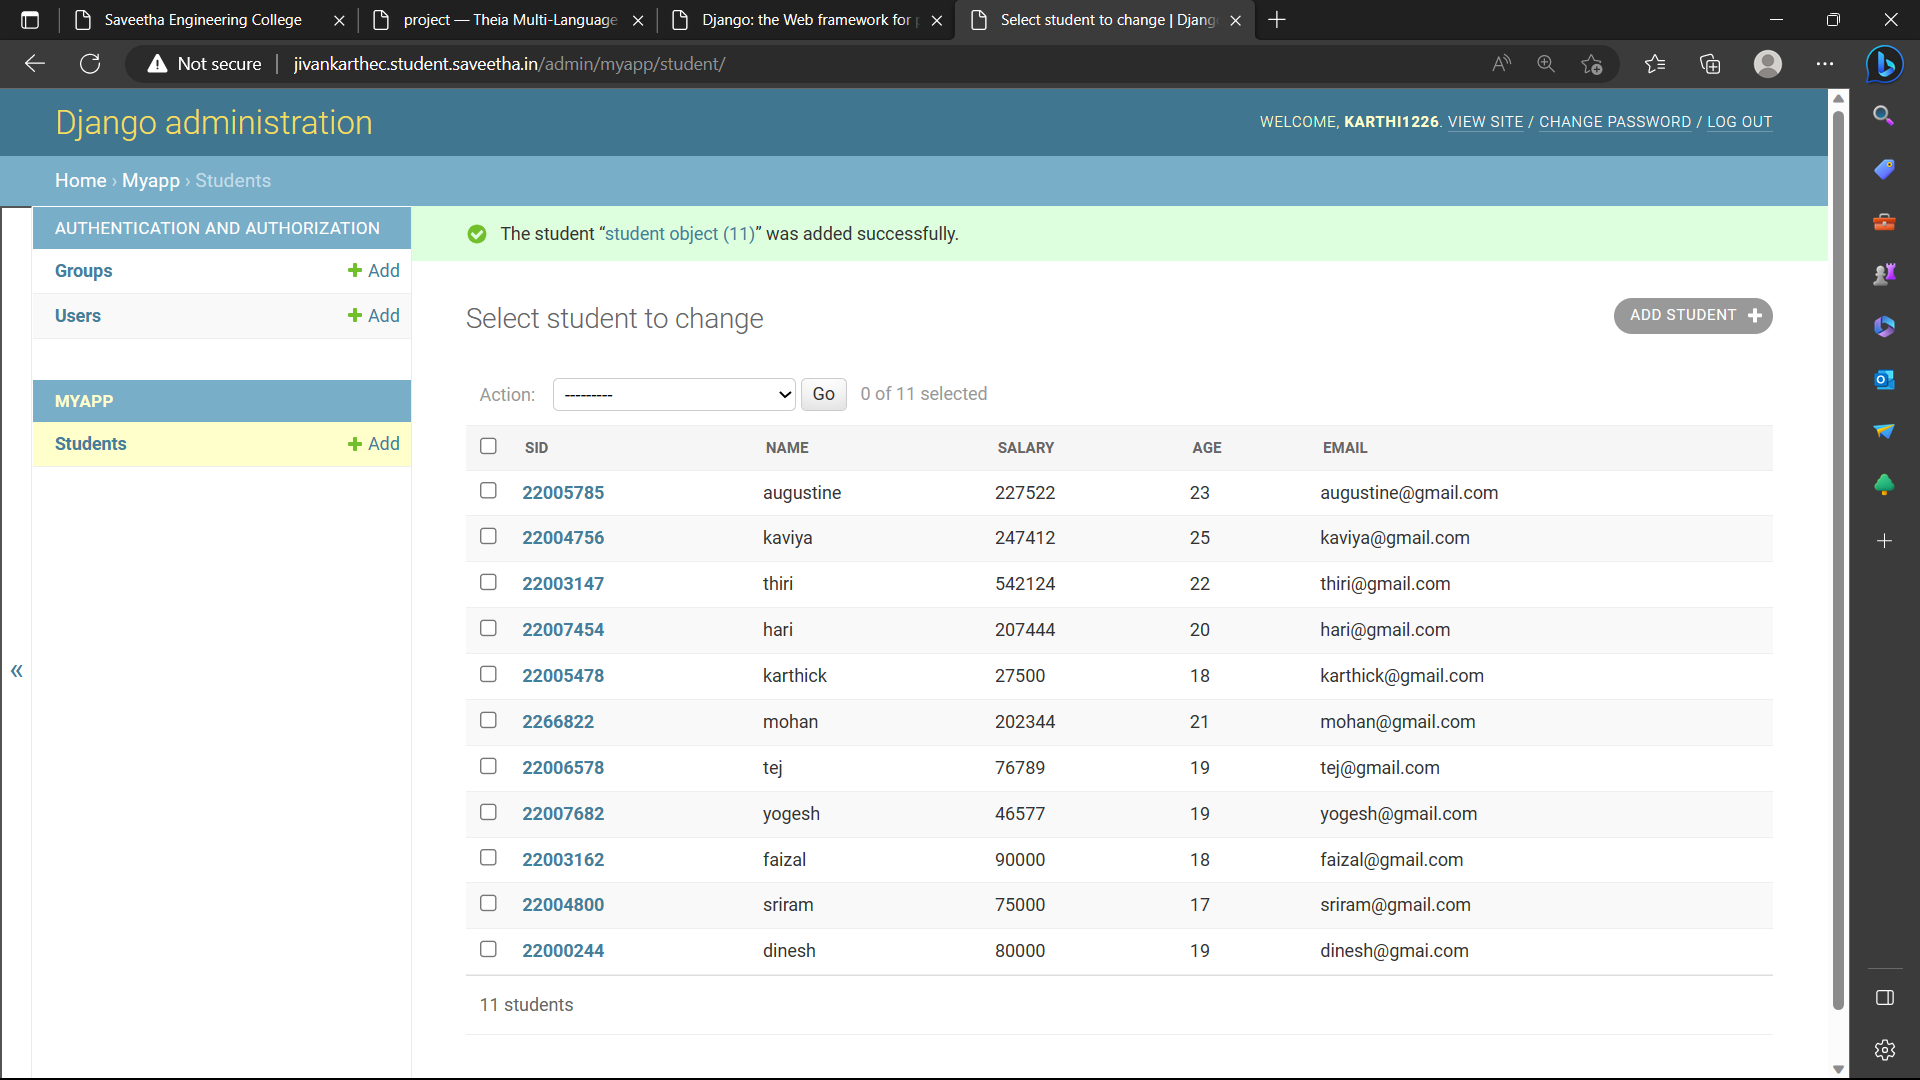 Saveetha Engineering College
project — Theia Multi-Language
Django: the Web framework for p
Select student to change | Djang
Not secure
jivankarthec.student.saveetha.in/admin/myapp/student/
Django administration
WELCOME, KARTHI1226. VIEW SITE / CHANGE PASSWORD / LOG OUT
Home › Myapp › Students
AUTHENTICATION AND AUTHORIZATION
Groups + Add
Users + Add
MYAPP
Students + Add
«
The student “student object (11)” was added successfully.
Select student to change
ADD STUDENT +
Action: --------- Go 0 of 11 selected
SID NAME SALARY AGE EMAIL
22005785 augustine 227522 23 augustine@gmail.com
22004756 kaviya 247412 25 kaviya@gmail.com
22003147 thiri 542124 22 thiri@gmail.com
22007454 hari 207444 20 hari@gmail.com
22005478 karthick 27500 18 karthick@gmail.com
2266822 mohan 202344 21 mohan@gmail.com
22006578 tej 76789 19 tej@gmail.com
22007682 yogesh 46577 19 yogesh@gmail.com
22003162 faizal 90000 18 faizal@gmail.com
22004800 sriram 75000 17 sriram@gmail.com
22000244 dinesh 80000 19 dinesh@gmai.com
11 students